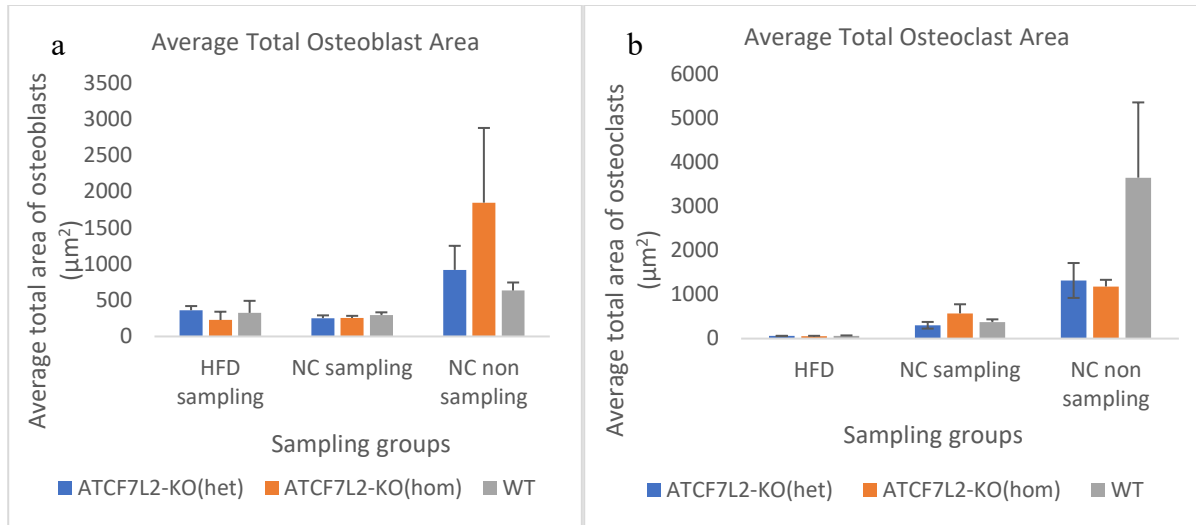 a
Average Total Osteoblast Area
Average total area of osteoblasts
(µm²)
3500
3000
2500
2000
1500
1000
500
0
HFD
sampling
NC sampling
NC non
sampling
Sampling groups
ATCF7L2-KO(het) ATCF7L2-KO(hom) WT
b
Average Total Osteoclast Area
Average total area of osteoclasts
(µm²)
6000
5000
4000
3000
2000
1000
0
HFD
NC sampling
NC non
sampling
Sampling groups
ATCF7L2-KO(het) ATCF7L2-KO(hom) WT